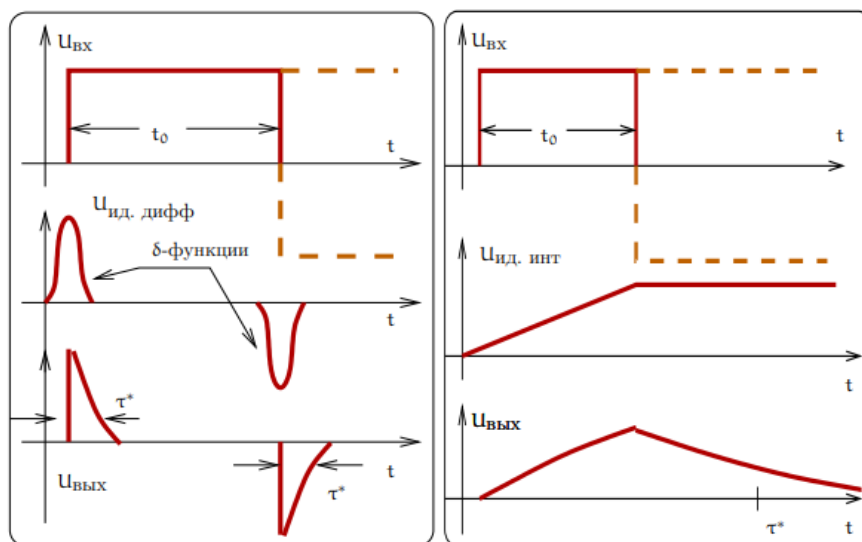 Uвх
t₀
t
Uид. дифф
δ-функции
t
τ*
Uвых
τ*
t
Uвх
t₀
t
Uид. инт
t
Uвых
τ*
t